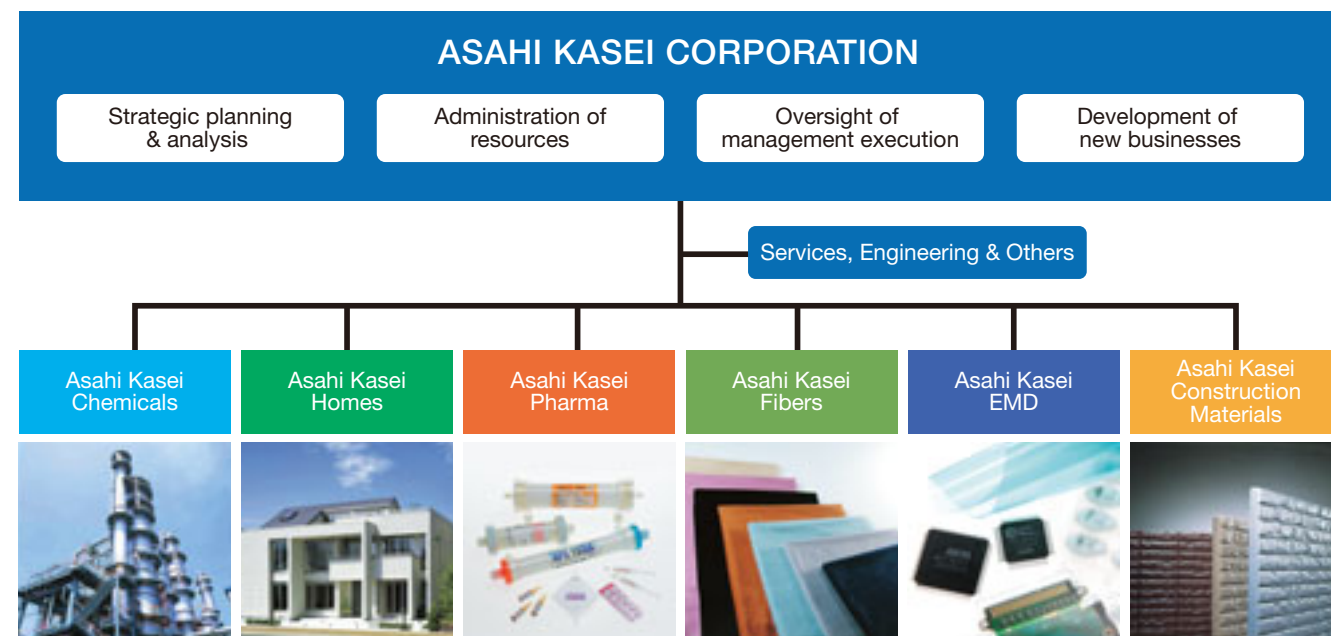 ASAHI KASEI CORPORATION
Strategic planning
& analysis
Administration of
resources
Oversight of
management execution
Development of
new businesses
Services, Engineering & Others
Asahi Kasei
Chemicals
Asahi Kasei
Homes
Asahi Kasei
Pharma
Asahi Kasei
Fibers
Asahi Kasei
EMD
Asahi Kasei
Construction
Materials